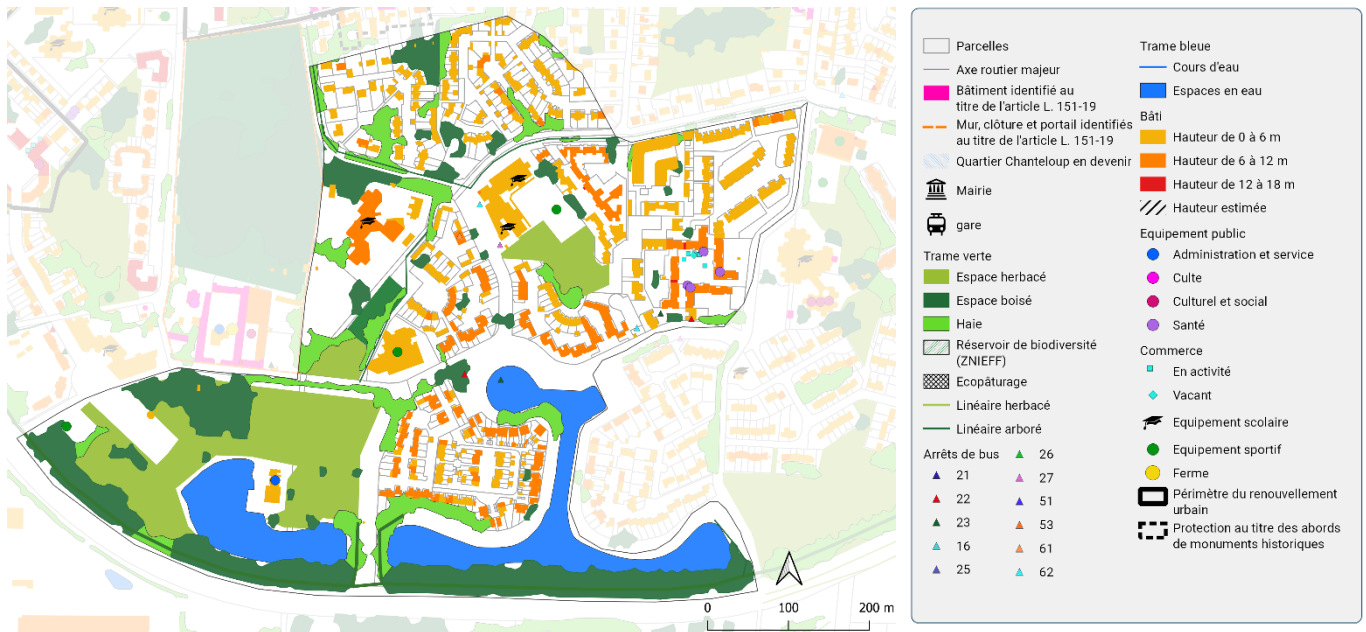 0
100
200 m
Parcelles
Axe routier majeur
Bâtiment identifié au
titre de l'article L. 151-19
Mur, clôture et portail identifiés
au titre de l'article L. 151-19
Quartier Chanteloup en devenir
Mairie
gare
Trame verte
Espace herbacé
Espace boisé
Haie
Réservoir de biodiversité
(ZNIEFF)
Ecopâturage
Linéaire herbacé
Linéaire arboré
Arrêts de bus
21
22
23
16
25
26
27
51
53
61
62
Trame bleue
Cours d'eau
Espaces en eau
Bâti
Hauteur de 0 à 6 m
Hauteur de 6 à 12 m
Hauteur de 12 à 18 m
Hauteur estimée
Equipement public
Administration et service
Culte
Culturel et social
Santé
Commerce
En activité
Vacant
Equipement scolaire
Equipement sportif
Ferme
Périmètre du renouvellement
urbain
Protection au titre des abords
de monuments historiques